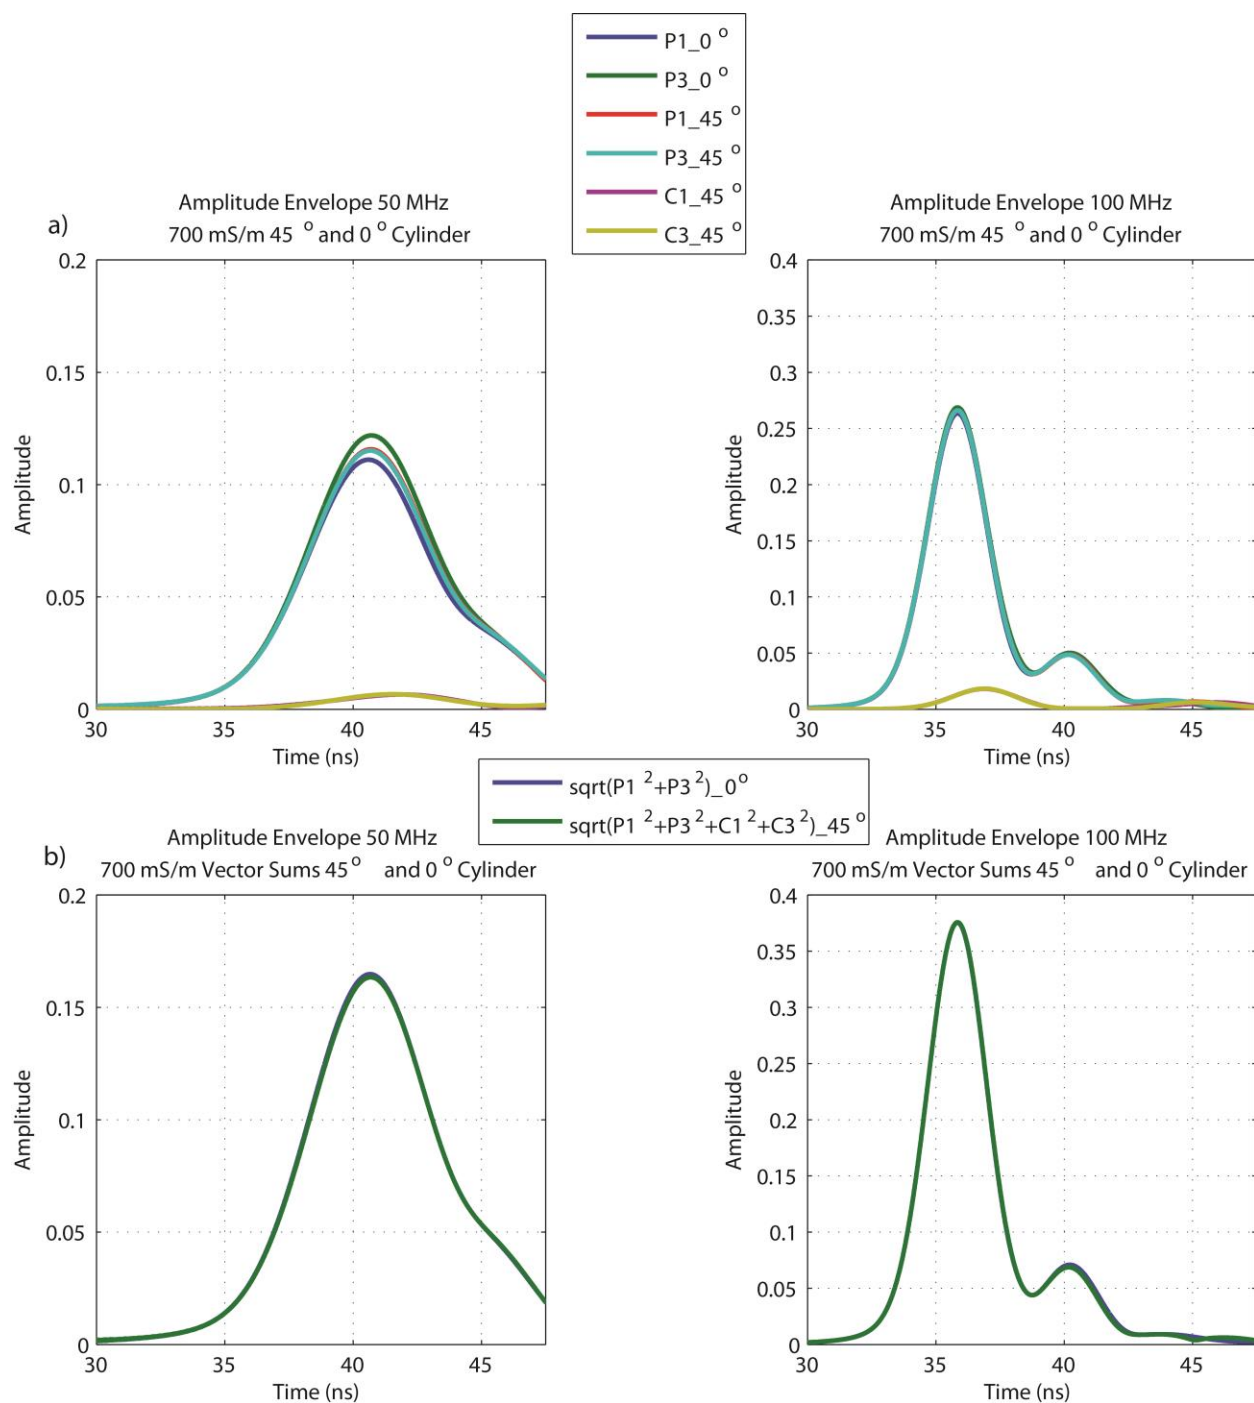 P1_0 °
P3_0 °
P1_45 °
P3_45 °
C1_45 °
C3_45 °
a)
Amplitude Envelope 50 MHz
700 mS/m 45 ° and 0 ° Cylinder
0.2
0.15
0.1
0.05
0
Amplitude
30 35 40 45
Time (ns)
Amplitude Envelope 100 MHz
700 mS/m 45 ° and 0 ° Cylinder
0.4
0.35
0.3
0.25
0.2
0.15
0.1
0.05
0
Amplitude
30 35 40 45
Time (ns)
sqrt(P1 ²+P3 ²)_0°
sqrt(P1 ²+P3 ²+C1 ²+C3 ²)_45 °
b)
Amplitude Envelope 50 MHz
700 mS/m Vector Sums 45° and 0 ° Cylinder
0.2
0.15
0.1
0.05
0
Amplitude
30 35 40 45
Time (ns)
Amplitude Envelope 100 MHz
700 mS/m Vector Sums 45° and 0 ° Cylinder
0.4
0.35
0.3
0.25
0.2
0.15
0.1
0.05
0
Amplitude
30 35 40 45
Time (ns)